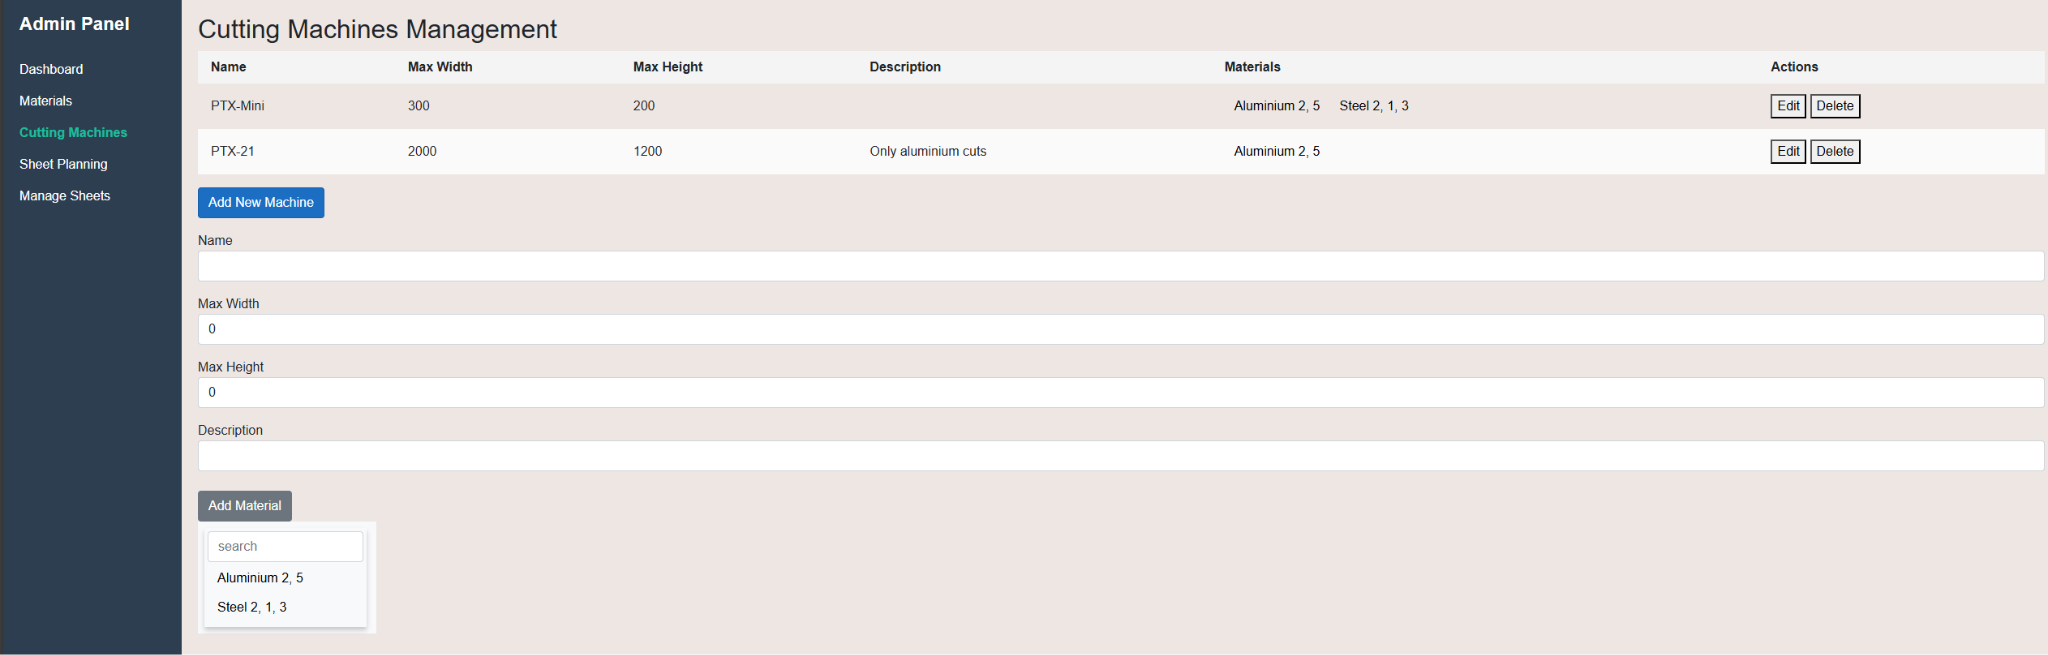 Admin Panel
Dashboard
Materials
Cutting Machines
Sheet Planning
Manage Sheets
Cutting Machines Management
Name Max Width Max Height Description Materials Actions
PTX-Mini 300 200 Aluminium 2, 5 Steel 2, 1, 3 Edit Delete
PTX-21 2000 1200 Only aluminium cuts Aluminium 2, 5 Edit Delete
Add New Machine
Name
Max Width
0
Max Height
0
Description
Add Material
search
Aluminium 2, 5
Steel 2, 1, 3